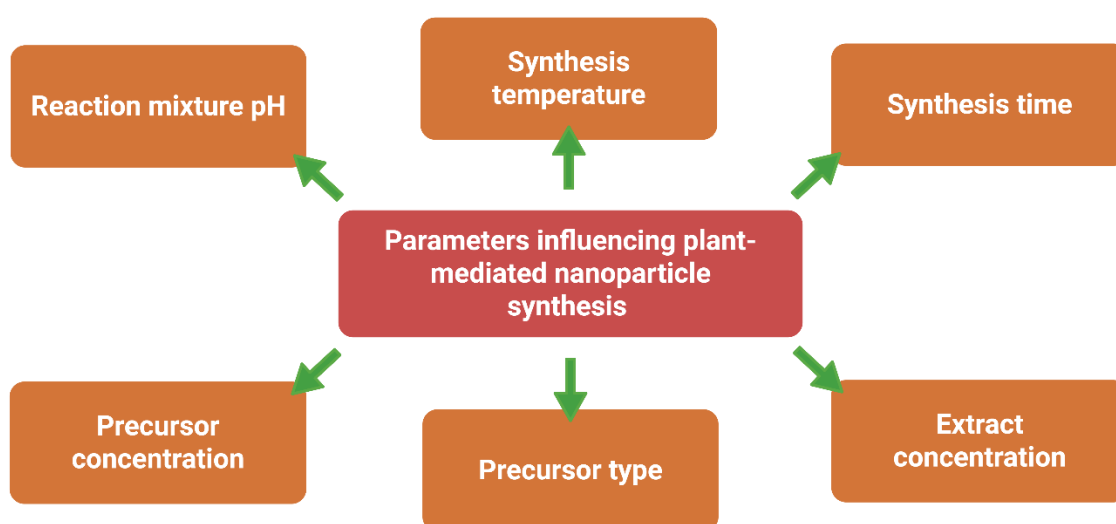 Reaction mixture pH
Synthesis
temperature
Synthesis time
Parameters influencing plant-
mediated nanoparticle
synthesis
Precursor
concentration
Precursor type
Extract
concentration